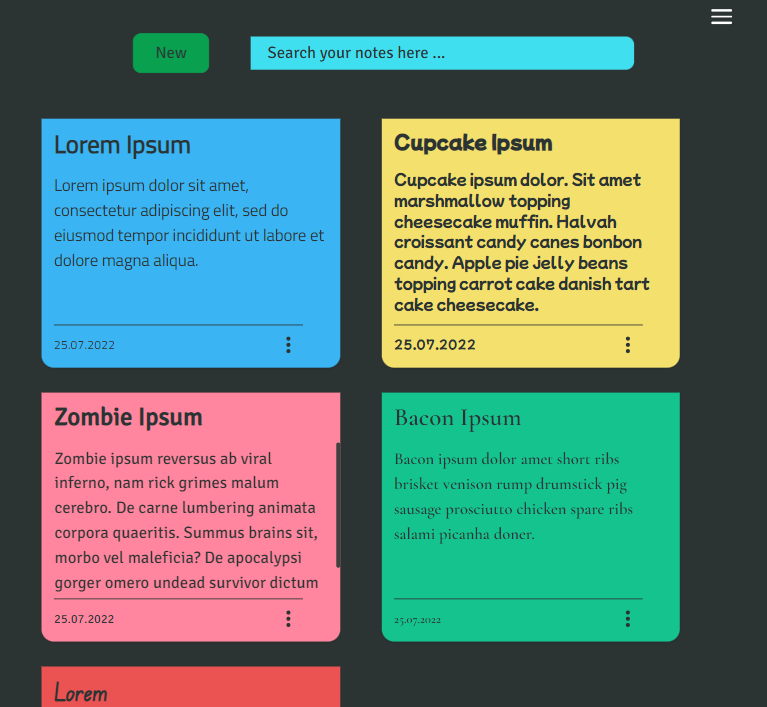 New
Search your notes here ...
Lorem Ipsum
Lorem ipsum dolor sit amet,
consectetur adipiscing elit, sed do
eiusmod tempor incididunt ut labore et
dolore magna aliqua.
25.07.2022
Cupcake Ipsum
Cupcake ipsum dolor. Sit amet
marshmallow topping
cheesecake muffin. Halvah
croissant candy canes bonbon
candy. Apple pie jelly beans
topping carrot cake danish tart
cake cheesecake.
25.07.2022
Zombie Ipsum
Zombie ipsum reversus ab viral
inferno, nam rick grimes malum
cerebro. De carne lumbering animata
corpora quaeritis. Summus brains sit,
morbo vel maleficia? De apocalypsi
gorger omero undead survivor dictum
25.07.2022
Bacon Ipsum
Bacon ipsum dolor amet short ribs
brisket venison rump drumstick pig
sausage prosciutto chicken spare ribs
salami picanha doner.
25.07.2022
Lorem